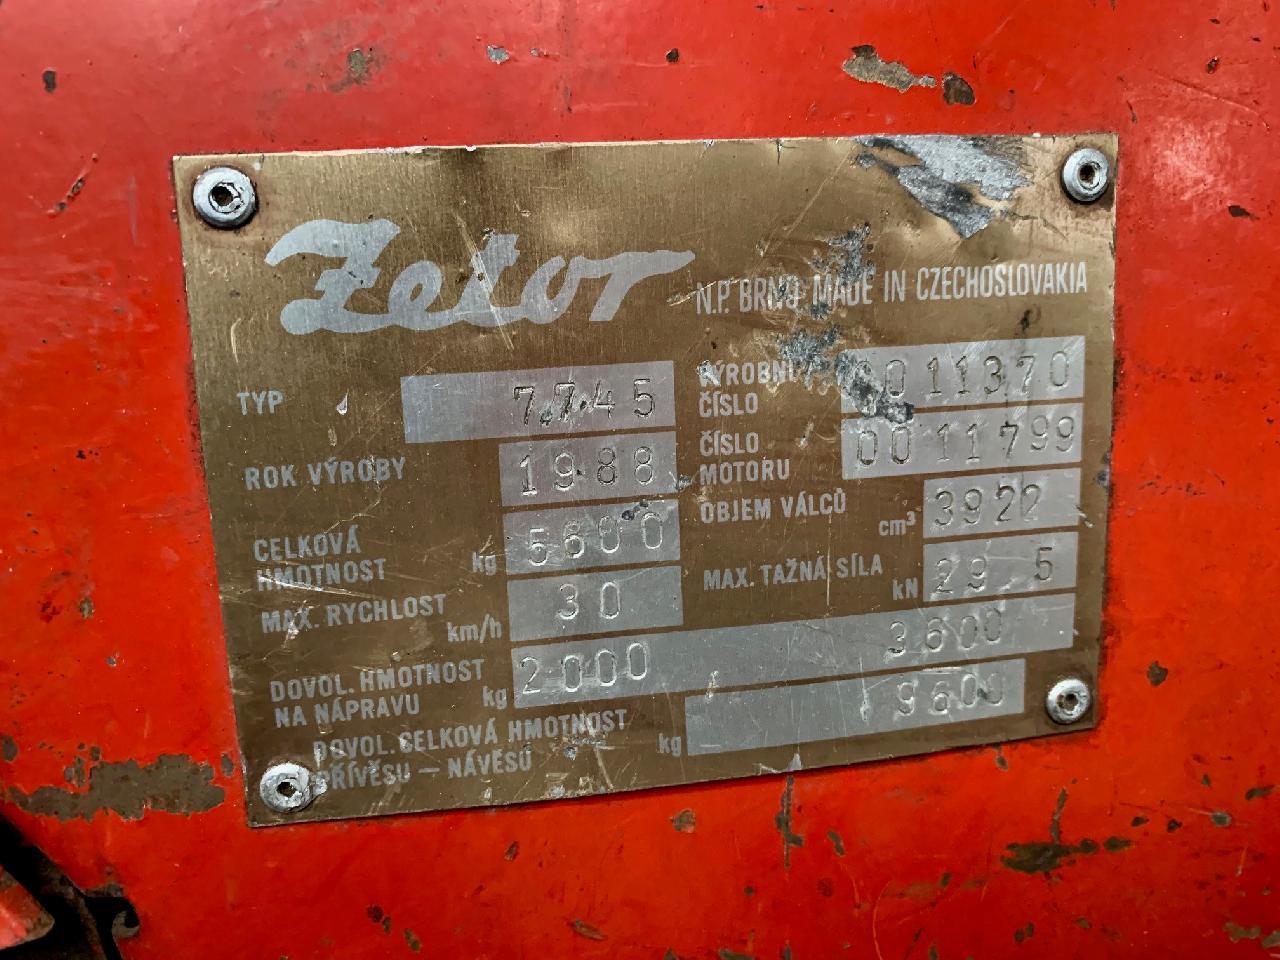 Zetor
N.P. BRNO MADE IN CZECHOSLOVAKIA
TYP 7745
VÝROBNÍ ČÍSLO 0011370
ROK VÝROBY 1988
ČÍSLO MOTORU 0011799
OBJEM VÁLCŮ cm³ 3922
CELKOVÁ HMOTNOST kg 5600
MAX. TAŽNÁ SÍLA kN 29 5
MAX. RYCHLOST km/h 30
DOVOL. HMOTNOST NA NÁPRAVU kg 2000 3600
DOVOL. CELKOVÁ HMOTNOST PŘÍVĚSU – NÁVĚSŮ kg 9600